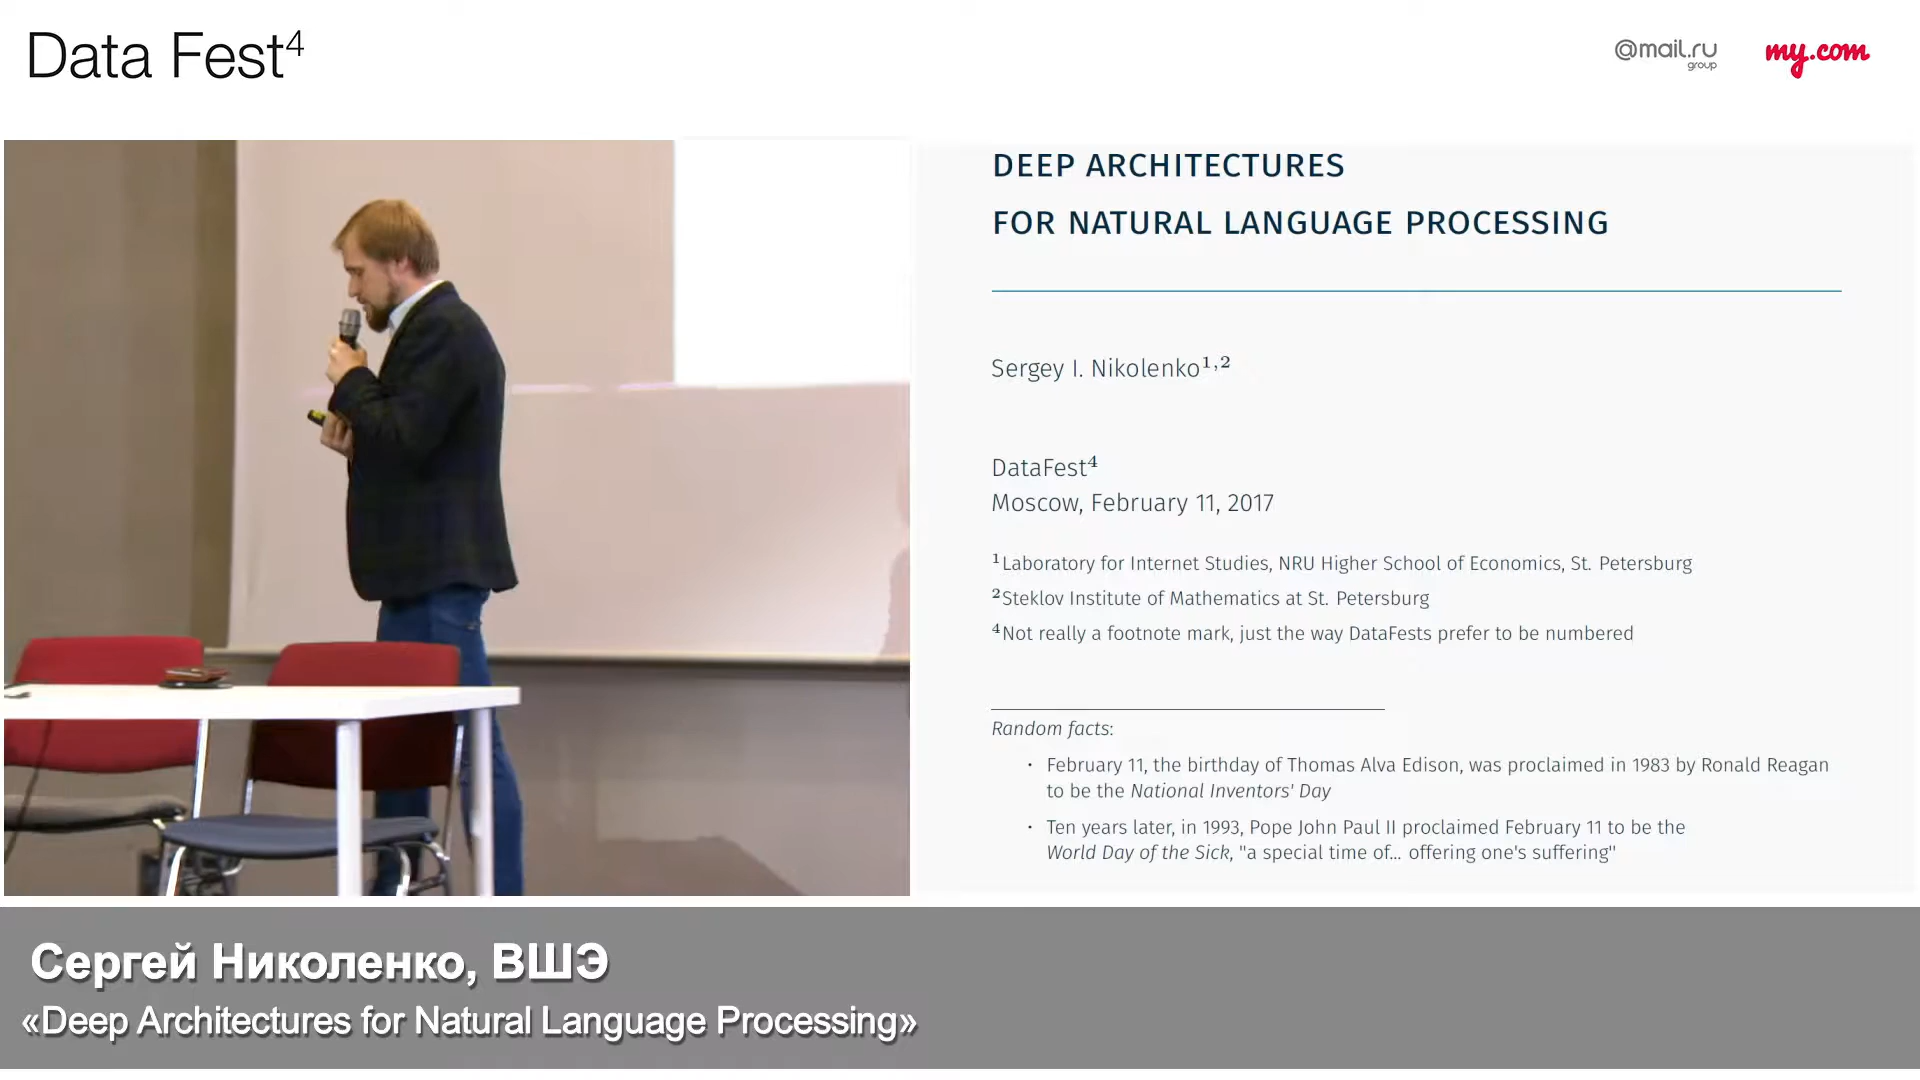 Data Fest⁴
@mail.ru
group
my.com
DEEP ARCHITECTURES
FOR NATURAL LANGUAGE PROCESSING
Sergey I. Nikolenko¹,²
DataFest⁴
Moscow, February 11, 2017
¹Laboratory for Internet Studies, NRU Higher School of Economics, St. Petersburg
²Steklov Institute of Mathematics at St. Petersburg
⁴Not really a footnote mark, just the way DataFests prefer to be numbered
Random facts:
· February 11, the birthday of Thomas Alva Edison, was proclaimed in 1983 by Ronald Reagan
to be the National Inventors' Day
· Ten years later, in 1993, Pope John Paul II proclaimed February 11 to be the
World Day of the Sick, "a special time of... offering one's suffering"
Сергей Николенко, ВШЭ
«Deep Architectures for Natural Language Processing»